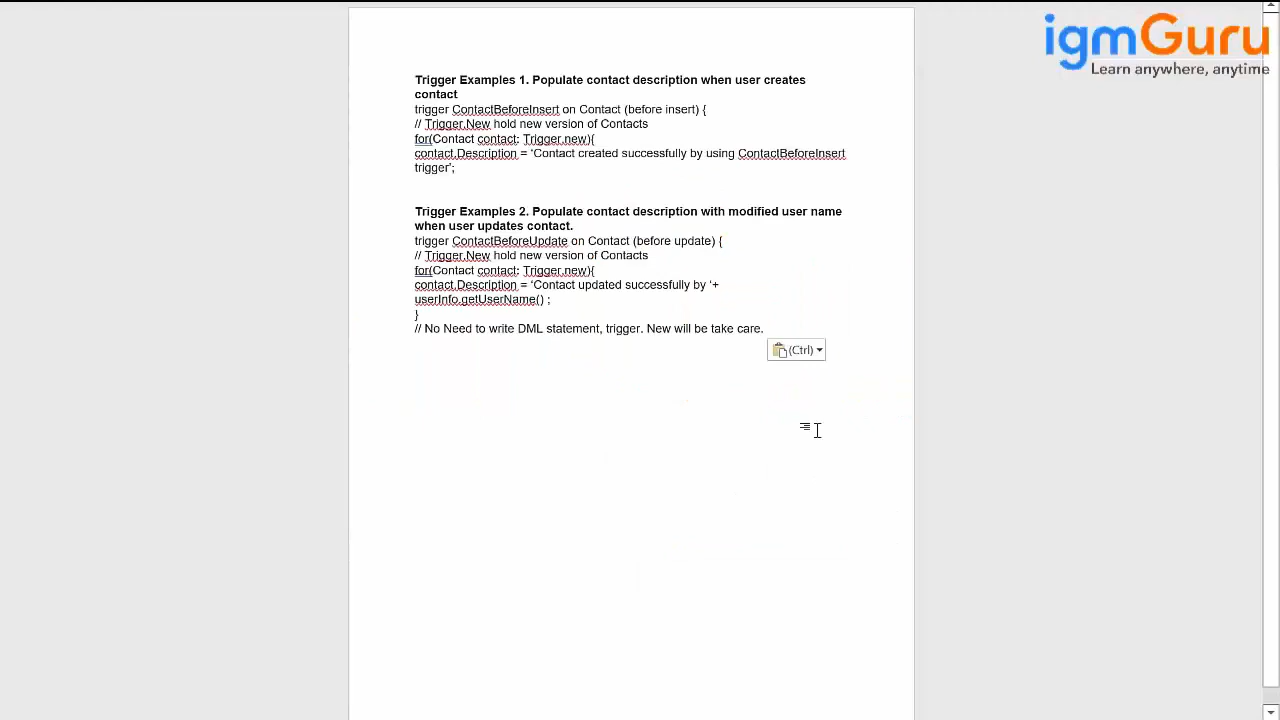 igmGuru
Learn anywhere, anytime
Trigger Examples 1. Populate contact description when user creates
contact
trigger ContactBeforeInsert on Contact (before insert) {
// Trigger.New hold new version of Contacts
for(Contact contact: Trigger.new){
contact.Description = 'Contact created successfully by using ContactBeforeInsert
trigger';
Trigger Examples 2. Populate contact description with modified user name
when user updates contact.
trigger ContactBeforeUpdate on Contact (before update) {
// Trigger.New hold new version of Contacts
for(Contact contact: Trigger.new){
contact.Description = 'Contact updated successfully by '+
userInfo.getUserName() ;
}
// No Need to write DML statement, trigger. New will be take care.
(Ctrl)